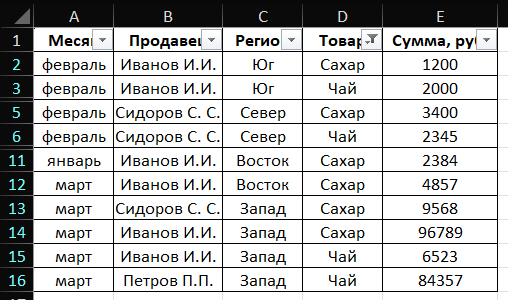 A B C D E
1 Месяц Продавец Регио Товар Сумма, руб
2 февраль Иванов И.И. Юг Сахар 1200
3 февраль Иванов И.И. Юг Чай 2000
5 февраль Сидоров С. С. Север Сахар 3400
6 февраль Сидоров С. С. Север Чай 2345
11 январь Иванов И.И. Восток Сахар 2384
12 март Иванов И.И. Восток Сахар 4857
13 март Сидоров С. С. Запад Сахар 9568
14 март Иванов И.И. Запад Сахар 96789
15 март Иванов И.И. Запад Чай 6523
16 март Петров П.П. Запад Чай 84357